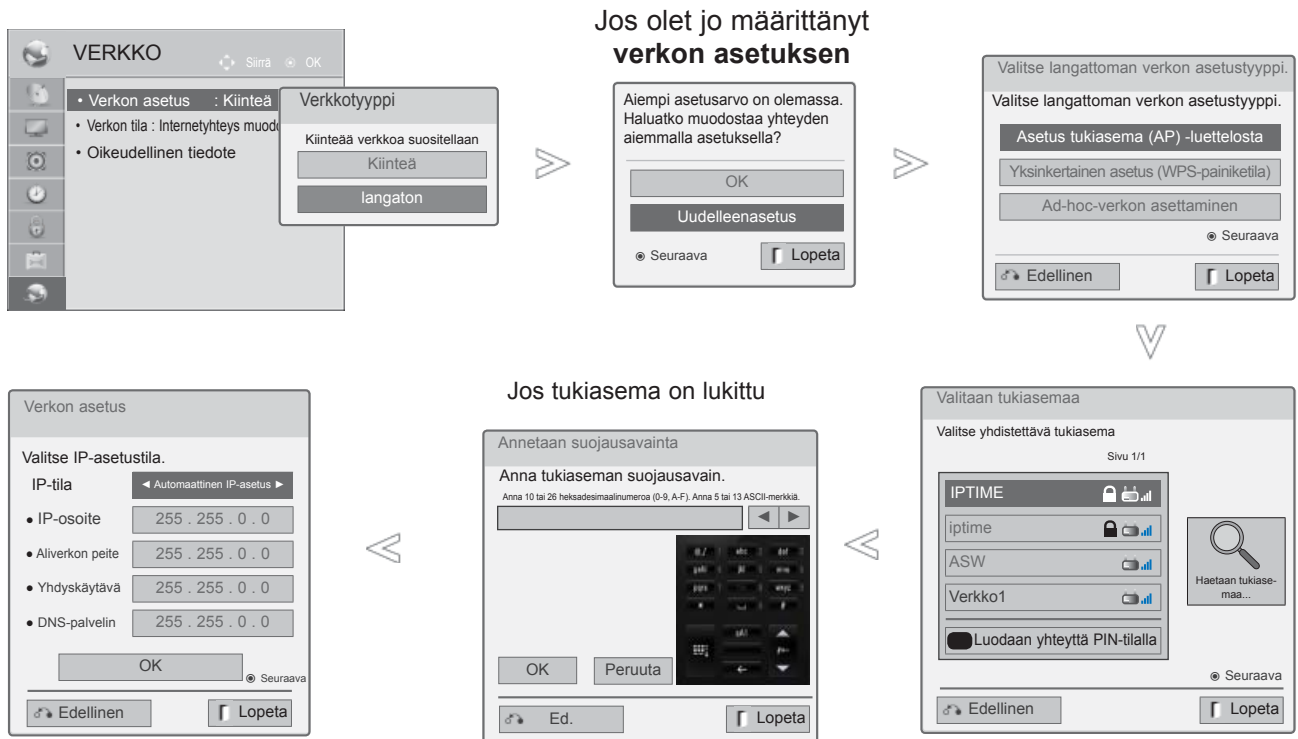 VERKKO
Siirrä OK
• Verkon asetus : Kiinteä
• Verkon tila : Internetyhteys muod
• Oikeudellinen tiedote
Verkkotyyppi
Kiinteää verkkoa suositellaan
Kiinteä
langaton
Jos olet jo määrittänyt
verkon asetuksen
Aiempi asetusarvo on olemassa.
Haluatko muodostaa yhteyden
aiemmalla asetuksella?
OK
Uudelleenasetus
Seuraava
Lopeta
Valitse langattoman verkon asetustyyppi.
Valitse langattoman verkon asetustyyppi.
Asetus tukiasema (AP) -luettelosta
Yksinkertainen asetus (WPS-painiketila)
Ad-hoc-verkon asettaminen
Seuraava
Edellinen
Lopeta
Valitaan tukiasemaa
Valitse yhdistettävä tukiasema
Sivu 1/1
IPTIME
iptime
ASW
Verkko1
Luodaan yhteyttä PIN-tilalla
Haetaan tukiase-
maa...
Seuraava
Edellinen
Lopeta
Jos tukiasema on lukittu
Annetaan suojausavainta
Anna tukiaseman suojausavain.
Anna 10 tai 26 heksadesimaalinumeroa (0-9, A-F). Anna 5 tai 13 ASCII-merkkiä.
abc def
OK
Peruuta
Ed.
Lopeta
Verkon asetus
Valitse IP-asetustila.
IP-tila
◄ Automaattinen IP-asetus ►
• IP-osoite 255 . 255 . 0 . 0
• Aliverkon peite 255 . 255 . 0 . 0
• Yhdyskäytävä 255 . 255 . 0 . 0
• DNS-palvelin 255 . 255 . 0 . 0
OK
Seuraava
Edellinen
Lopeta